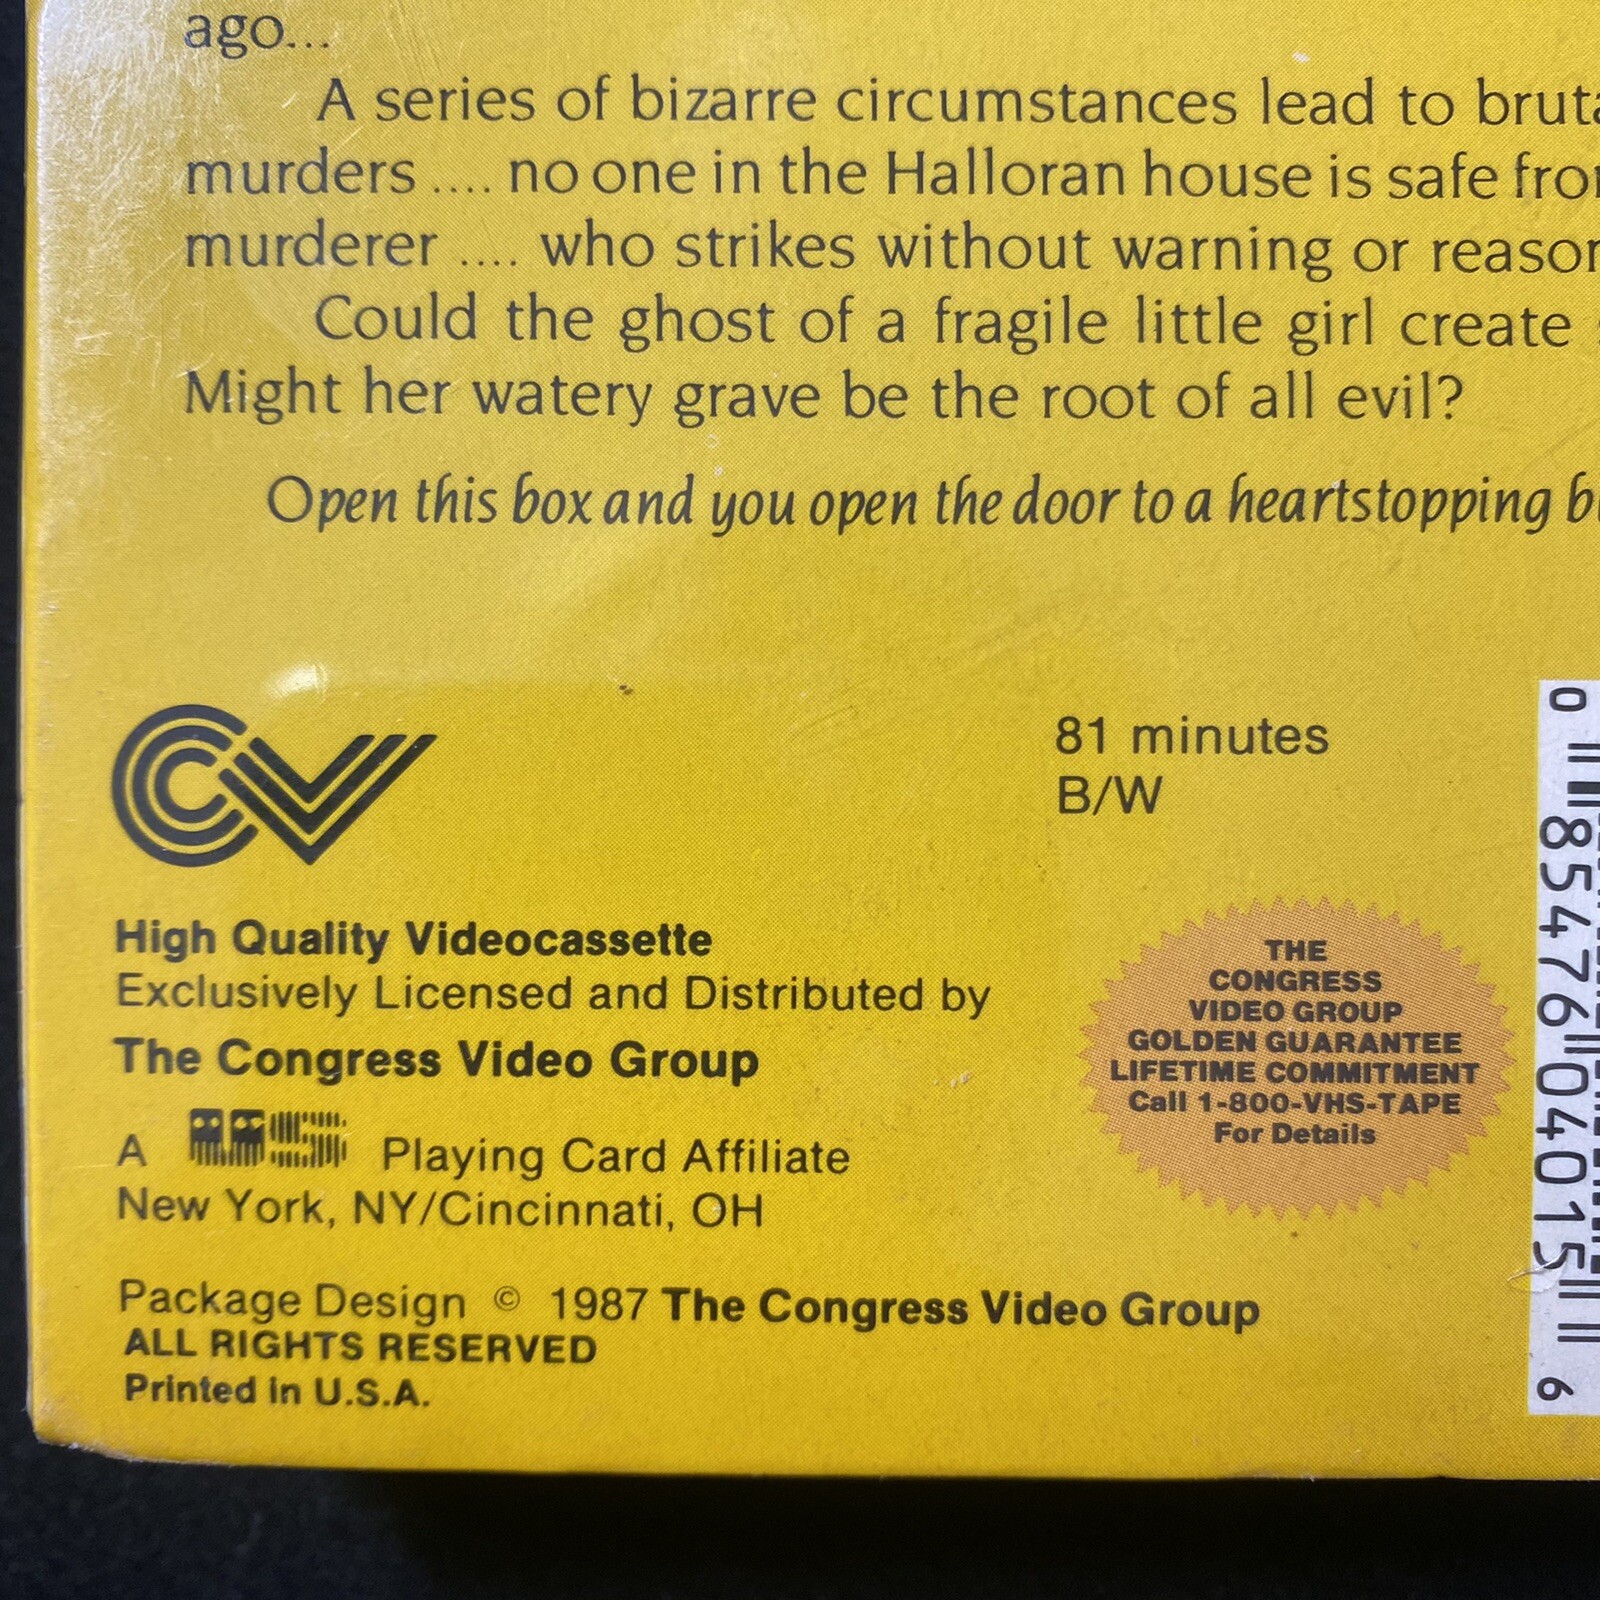 ago...
A series of bizarre circumstances lead to
murders .... no one in the Halloran house is safe
murderer .... who strikes without warning or
Could the ghost of a fragile little girl create
Might her watery grave be the root of all evil?
Open this box and you open the door to a heartstopping
CV
81 minutes
B/W
High Quality Videocassette
Exclusively Licensed and Distributed by
The Congress Video Group
A US Playing Card Affiliate
New York, NY/Cincinnati, OH
THE
CONGRESS
VIDEO GROUP
GOLDEN GUARANTEE
LIFETIME COMMITMENT
Call 1-800-VHS-TAPE
For Details
Package Design © 1987 The Congress Video Group
ALL RIGHTS RESERVED
Printed in U.S.A.
0 85476 04015 6